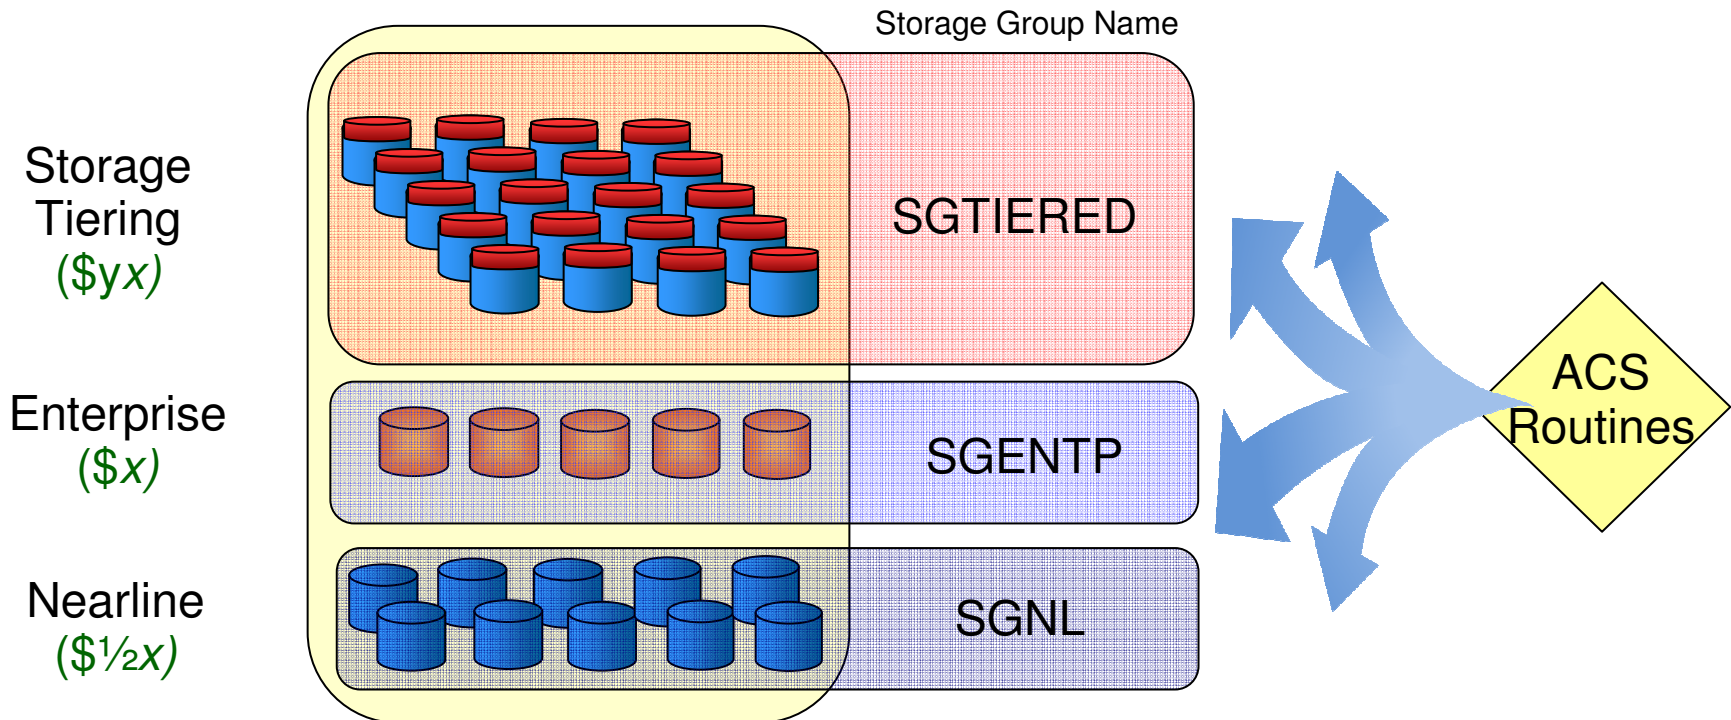 Storage Group Name
Storage
Tiering
($yx)
SGTIERED
Enterprise
($x)
SGENTP
ACS
Routines
Nearline
($½x)
SGNL